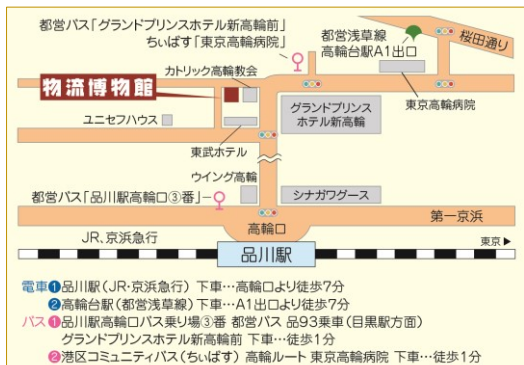 都営バス「グランドプリンスホテル新高輪前」
ちぃばす「東京高輪病院」
都営浅草線
高輪台駅A1出口
桜田通り
カトリック高輪教会
物流博物館
東京高輪病院
グランドプリンス
ホテル新高輪
ユニセフハウス
東武ホテル
ウイング高輪
都営バス「品川駅高輪口③番」
シナガワグース
高輪口
第一京浜
JR、京浜急行
品川駅
東京▶
電車❶品川駅(JR・京浜急行) 下車…高輪口より徒歩7分
❷高輪台駅(都営浅草線) 下車…A1出口より徒歩7分
バス❶品川駅高輪口バス乗り場③番 都営バス 品93乗車(目黒駅方面)
グランドプリンスホテル新高輪前 下車…徒歩1分
❷港区コミュニティバス(ちぃばす) 高輪ルート 東京高輪病院 下車…徒歩1分